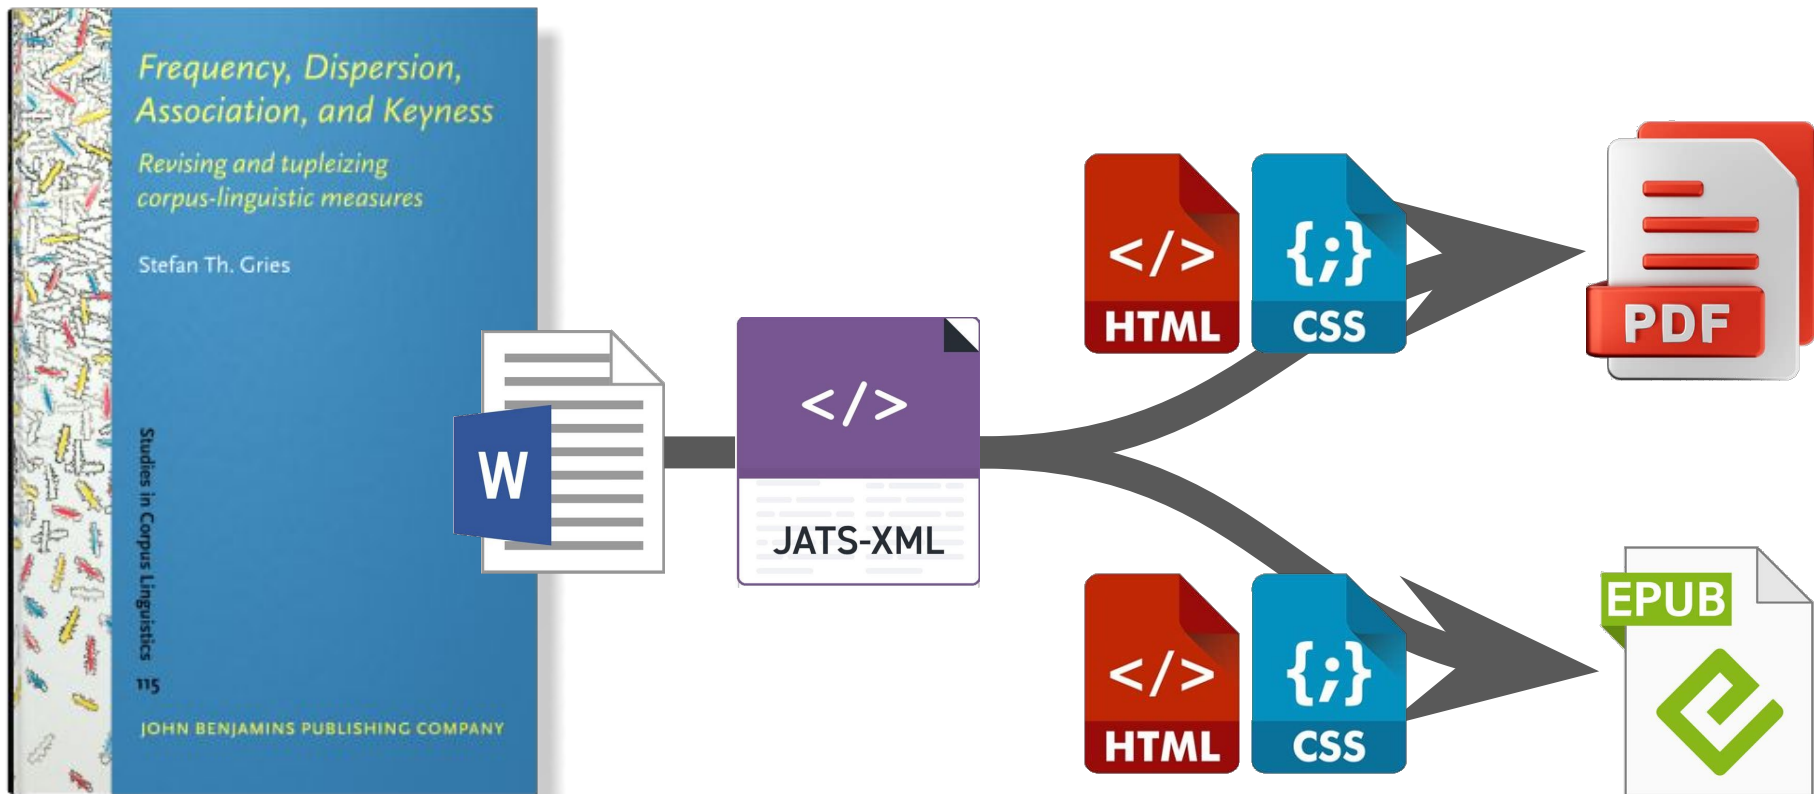 Frequency, Dispersion,
Association, and Keyness
Revising and tupleizing
corpus-linguistic measures
Stefan Th. Gries
Studies in Corpus Linguistics 115
JOHN BENJAMINS PUBLISHING COMPANY
W
</>
JATS-XML
</>
HTML
{;}
CSS
PDF
</>
HTML
{;}
CSS
EPUB